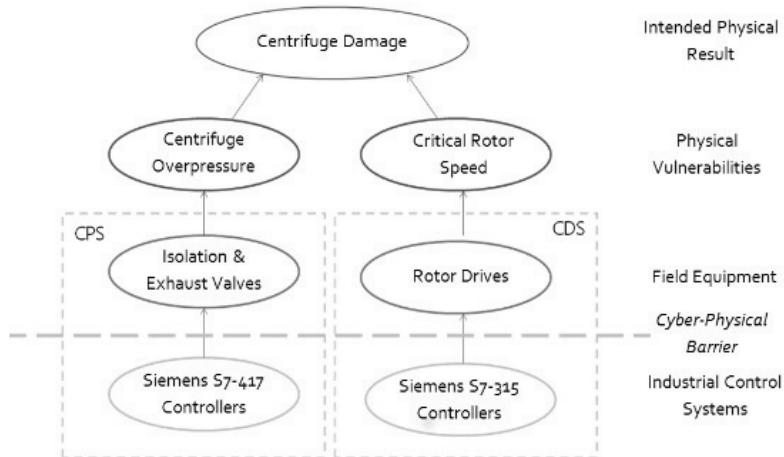 Centrifuge Damage
Intended Physical
Result
Centrifuge
Overpressure
Critical Rotor
Speed
Physical
Vulnerabilities
CPS
CDS
Isolation &
Exhaust Valves
Rotor Drives
Field Equipment
Cyber-Physical
Barrier
Siemens S7-417
Controllers
Siemens S7-315
Controllers
Industrial Control
Systems